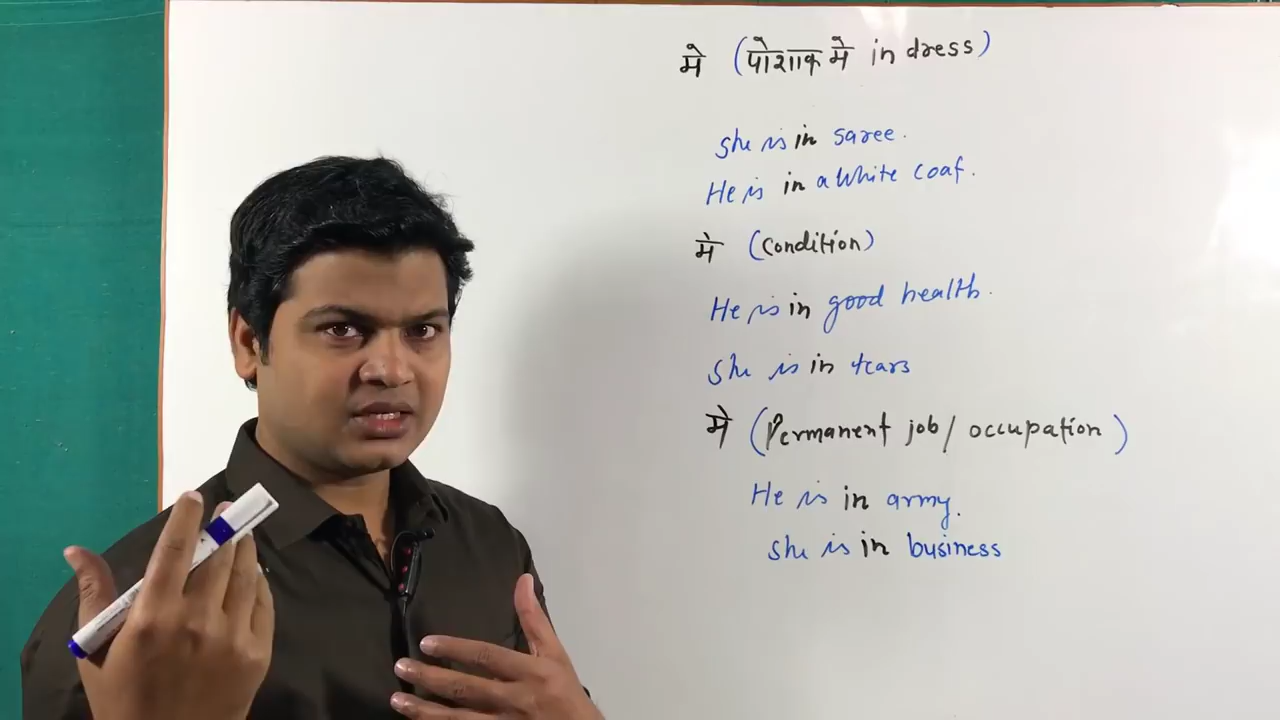 मे (पोशाक मे in dress)
She is in saree.
He is in a white coat.
मे (condition)
He is in good health.
She is in tears
मे (Permanent job / occupation)
He is in army.
She is in business